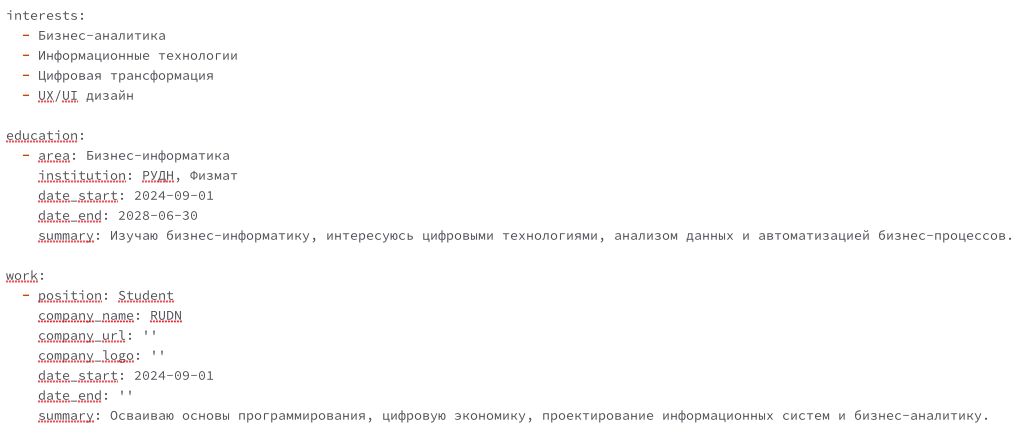 interests:
  - Бизнес-аналитика
  - Информационные технологии
  - Цифровая трансформация
  - UX/UI дизайн

education:
  - area: Бизнес-информатика
    institution: РУДН, Физмат
    date_start: 2024-09-01
    date_end: 2028-06-30
    summary: Изучаю бизнес-информатику, интересуюсь цифровыми технологиями, анализом данных и автоматизацией бизнес-процессов.

work:
  - position: Student
    company_name: RUDN
    company_url: ''
    company_logo: ''
    date_start: 2024-09-01
    date_end: ''
    summary: Осваиваю основы программирования, цифровую экономику, проектирование информационных систем и бизнес-аналитику.